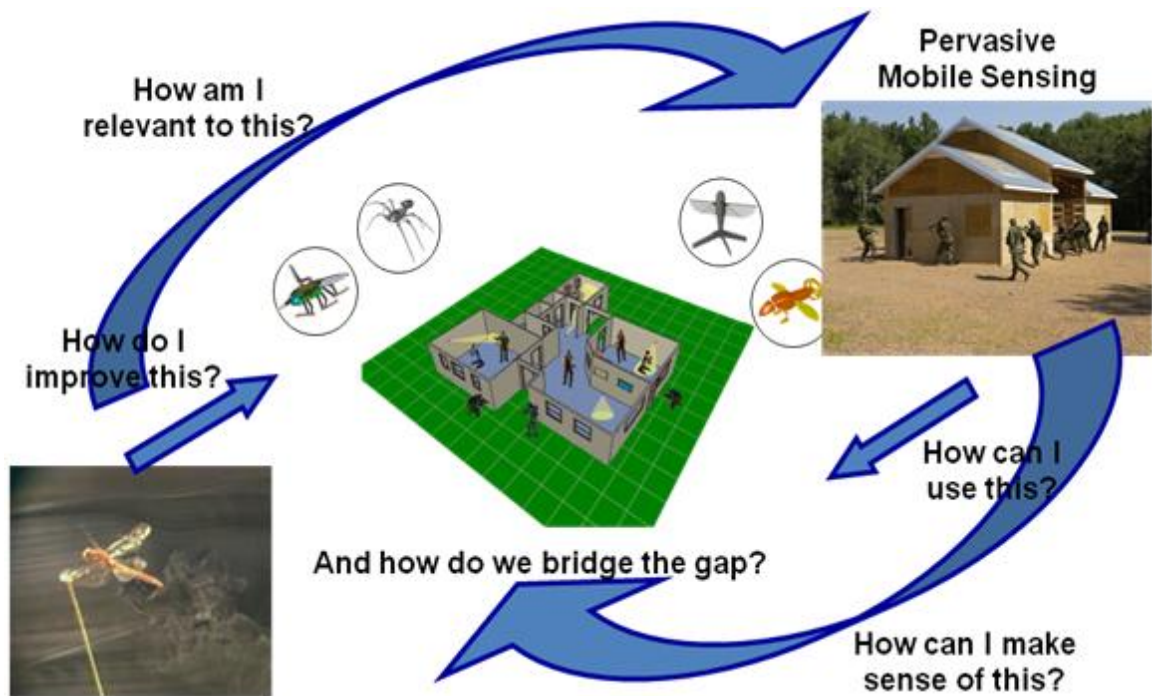 Pervasive
Mobile Sensing
How am I
relevant to this?
How do I
improve this?
How can I
use this?
And how do we bridge the gap?
How can I make
sense of this?